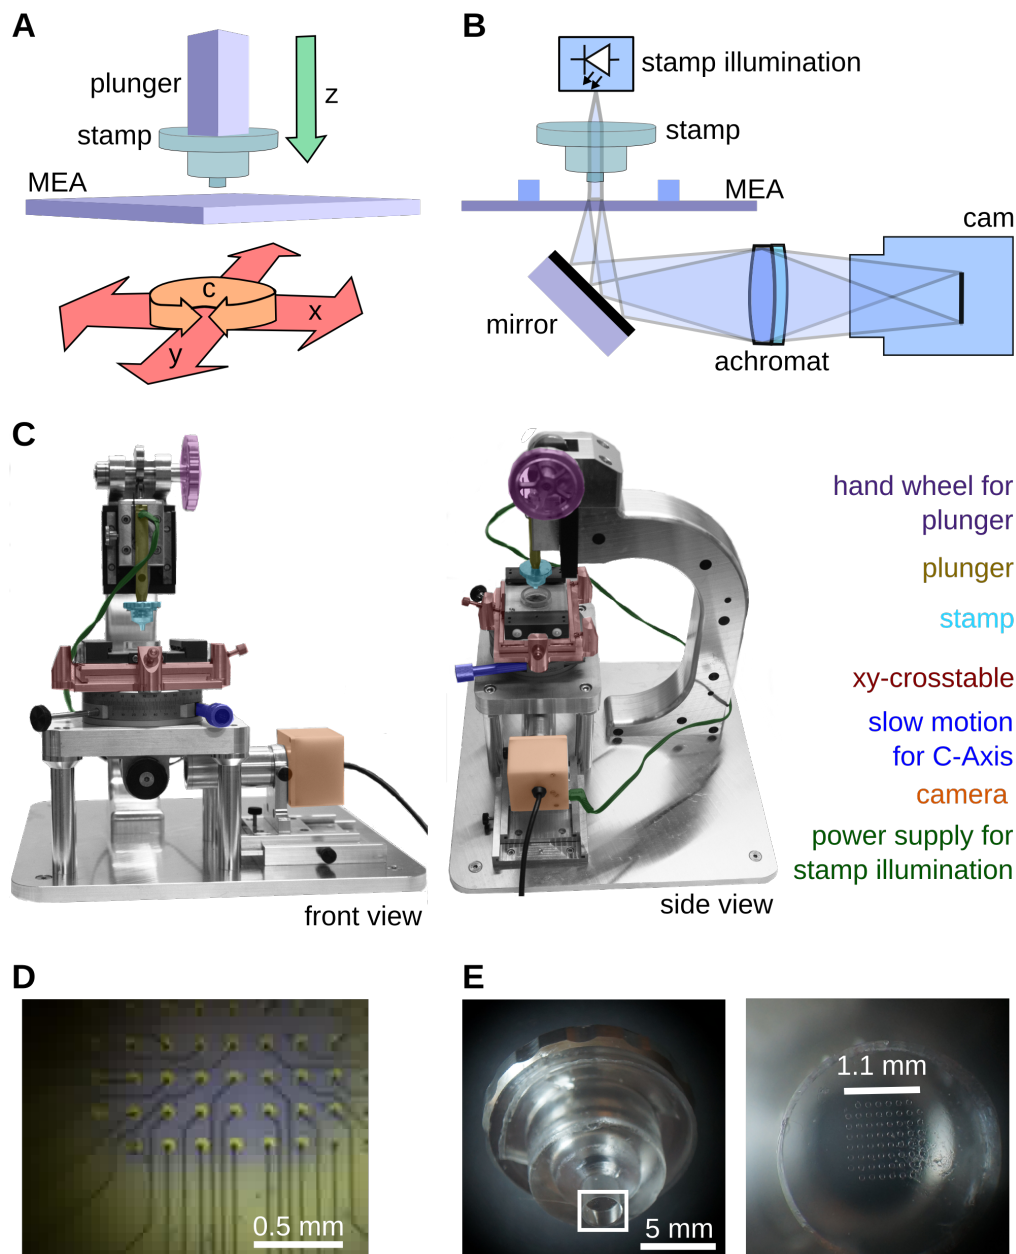 A
plunger
z
stamp
MEA
c
x
y
B
stamp illumination
stamp
MEA
cam
mirror
achromat
C
hand wheel for
plunger
plunger
stamp
xy-crosstable
slow motion
for C-Axis
camera
power supply for
stamp illumination
front view
side view
D
0.5 mm
E
5 mm
1.1 mm